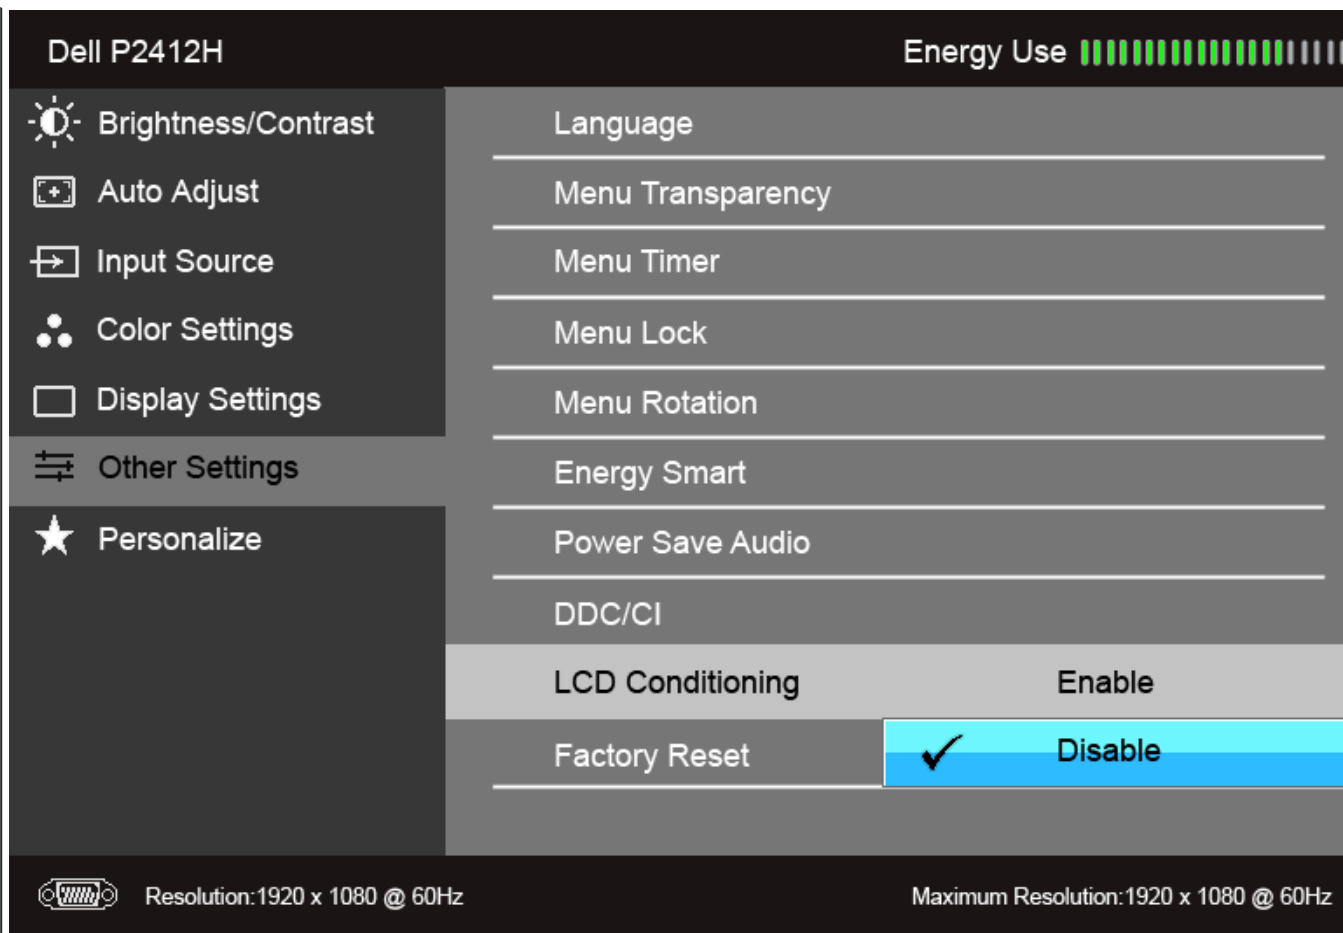 Dell P2412H
Energy Use
Brightness/Contrast
Auto Adjust
Input Source
Color Settings
Display Settings
Other Settings
Personalize
Language
Menu Transparency
Menu Timer
Menu Lock
Menu Rotation
Energy Smart
Power Save Audio
DDC/CI
LCD Conditioning
Enable
Factory Reset
Disable
Resolution:1920 x 1080 @ 60Hz
Maximum Resolution:1920 x 1080 @ 60Hz